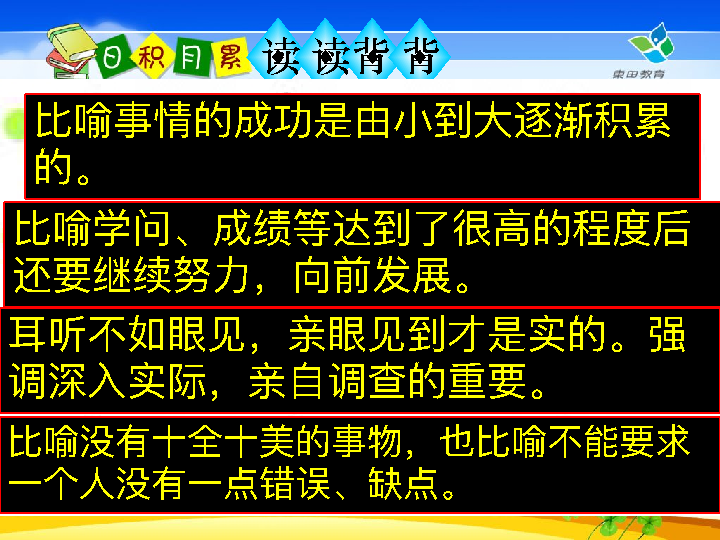 日积月累 读读背背
東田教育
比喻事情的成功是由小到大逐渐积累
的。
比喻学问、成绩等达到了很高的程度后
还要继续努力，向前发展。
耳听不如眼见，亲眼见到才是实的。强
调深入实际，亲自调查的重要。
比喻没有十全十美的事物，也比喻不能要求
一个人没有一点错误、缺点。